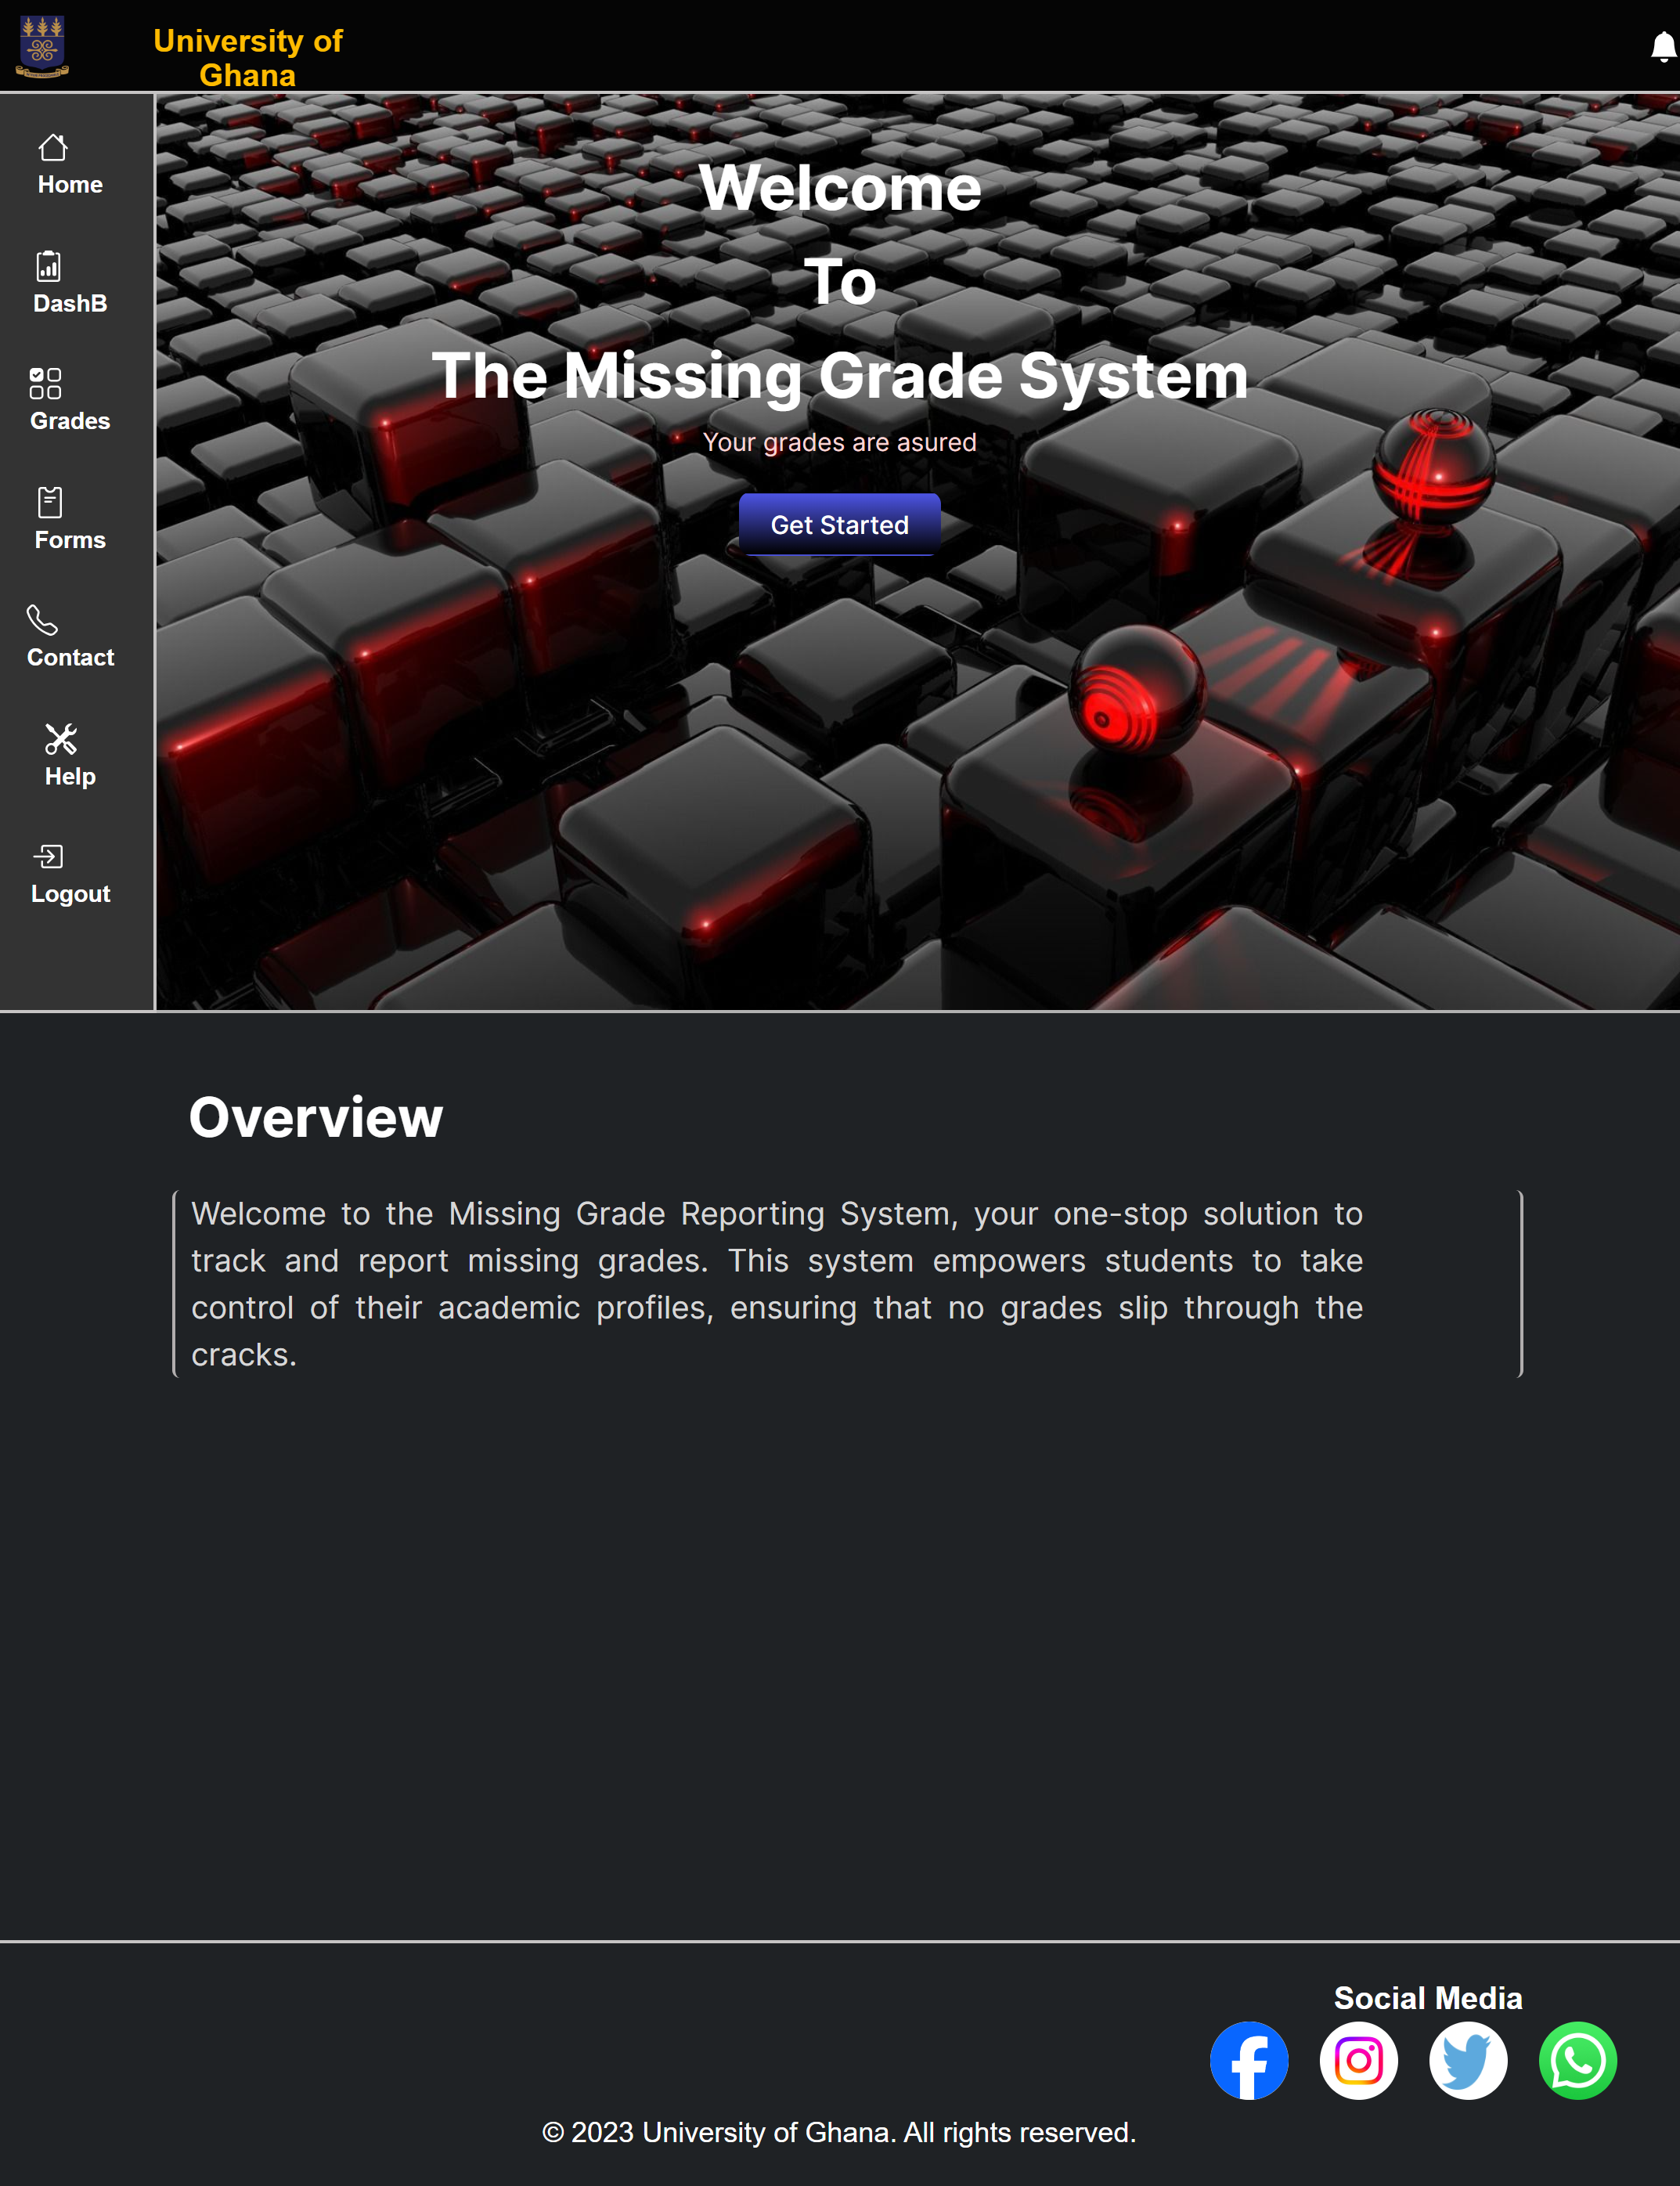 University of
Ghana
Home
DashB
Grades
Forms
Contact
Help
Logout
Welcome
To
The Missing Grade System
Your grades are asured
Get Started
Overview
Welcome to the Missing Grade Reporting System, your one-stop solution to
track and report missing grades. This system empowers students to take
control of their academic profiles, ensuring that no grades slip through the
cracks.
Social Media
© 2023 University of Ghana. All rights reserved.